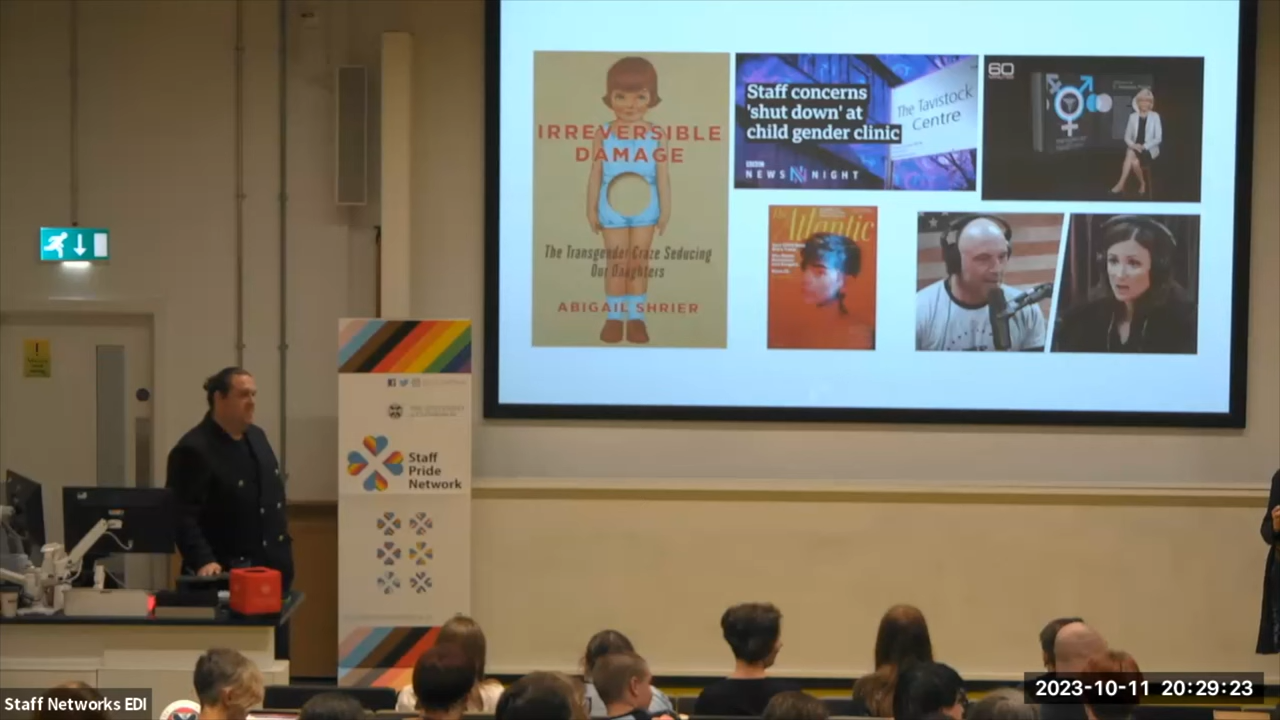 IRREVERSIBLE
DAMAGE
The Transgender Craze Seducing
Our Daughters
ABIGAIL SHRIER
Staff concerns
'shut down' at
child gender clinic
The Tavistock
Centre
BBC
NEWSNIGHT
60
MINUTES
The Atlantic
Staff
Pride
Network
Staff Networks EDI
2023-10-11 20:29:23